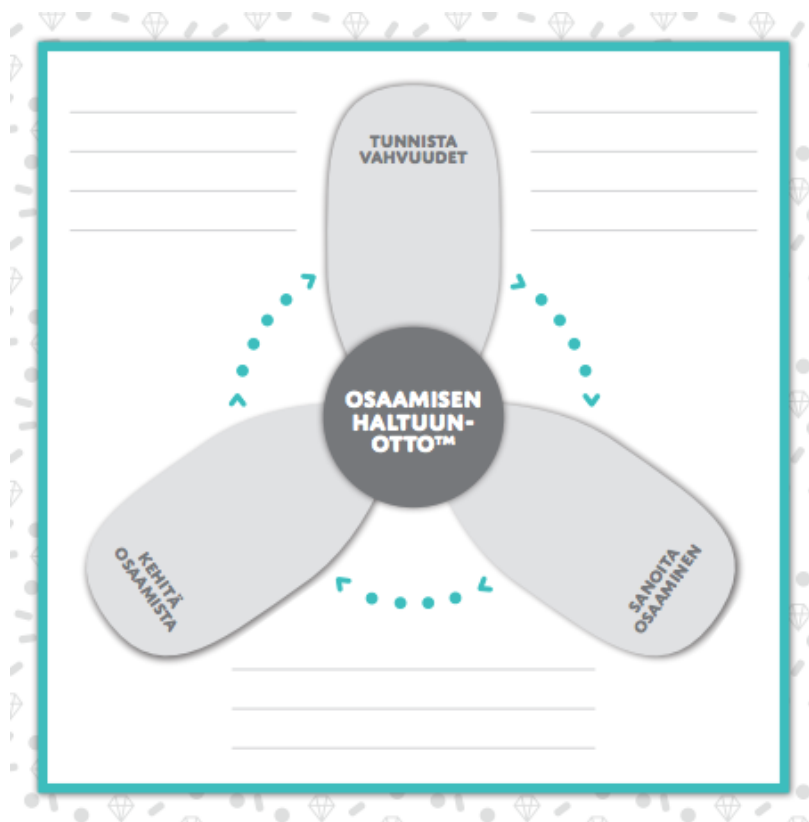 TUNNISTA
VAHVUUDET
OSAAMISEN
HALTUUN-
OTTO™
KEHITÄ
OSAAMISTA
SANOITA
OSAAMINEN